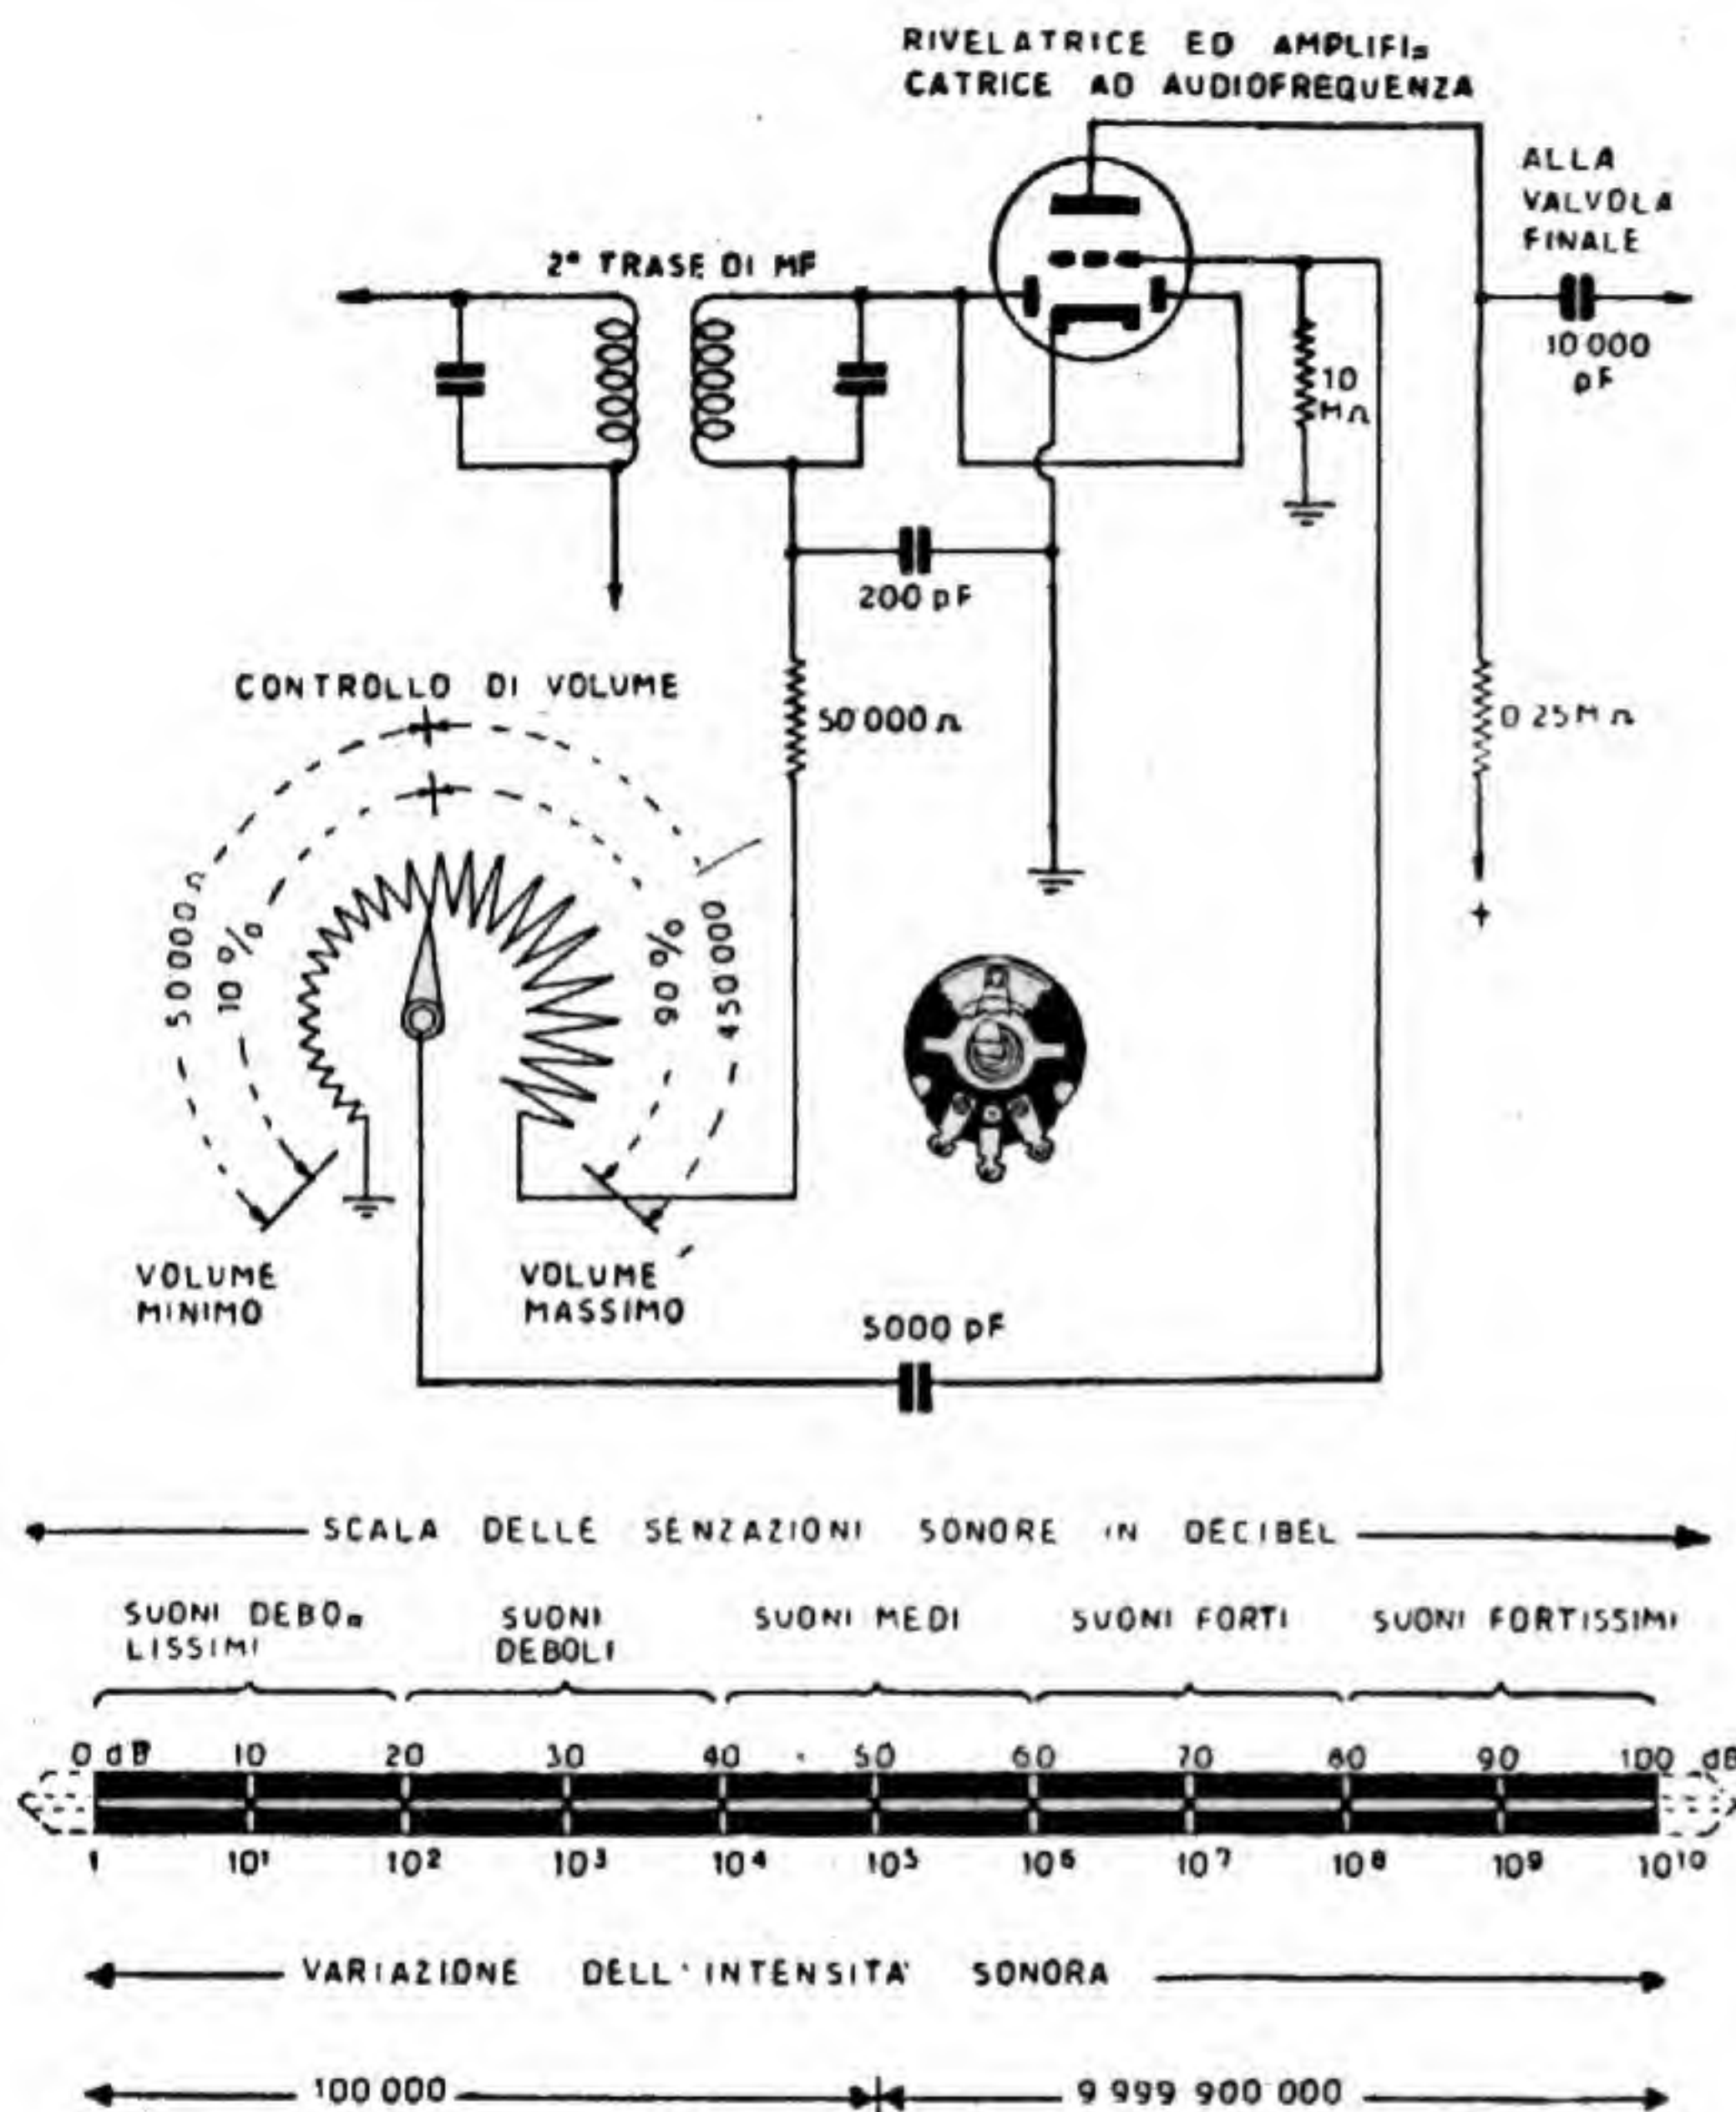 RIVELATRICE ED AMPLIFI=
CATRICE AD AUDIOFREQUENZA
ALLA
VALVOLA
FINALE
2° TRASF. DI MF
10 000
pF
10
MΩ
200 pF
CONTROLLO DI VOLUME
50'000 Ω
0 25 M Ω
50000 Ω
10 %
90 %
450'000
VOLUME
MINIMO
VOLUME
MASSIMO
5000 pF
SCALA DELLE SENZAZIONI SONORE IN DECIBEL
SUONI DEBO=
LISSIMI
SUONI
DEBOLI
SUONI MEDI
SUONI FORTI
SUONI FORTISSIMI
0 dB 10 20 30 40 50 60 70 80 90 100 dB
1 10¹ 10² 10³ 10⁴ 10⁵ 10⁶ 10⁷ 10⁸ 10⁹ 10¹⁰
VARIAZIONE DELL'INTENSITA' SONORA
100 000
9 999 900 000